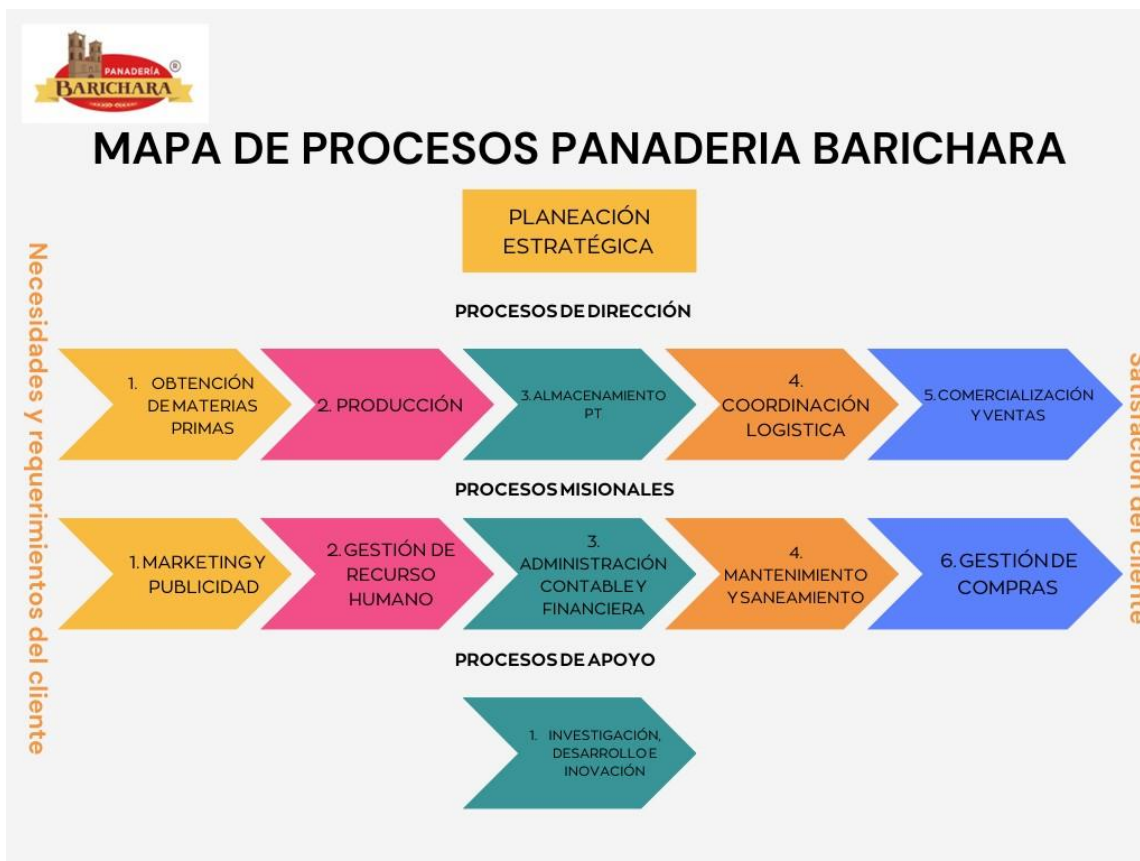 PANADERÍA ®
BARICHARA
MAPA DE PROCESOS PANADERIA BARICHARA
PLANEACIÓN
ESTRATÉGICA
Necesidades y requerimientos del cliente
PROCESOS DE DIRECCIÓN
1. OBTENCIÓN
DE MATERIAS
PRIMAS
2. PRODUCCIÓN
3. ALMACENAMIENTO
PT
4.
COORDINACIÓN
LOGISTICA
5. COMERCIALIZACIÓN
Y VENTAS
Satisfacion del cliente
PROCESOS MISIONALES
1. MARKETING Y
PUBLICIDAD
2. GESTIÓN DE
RECURSO
HUMANO
3.
ADMINISTRACIÓN
CONTABLE Y
FINANCIERA
4.
MANTENIMIENTO
Y SANEAMIENTO
6. GESTIÓN DE
COMPRAS
PROCESOS DE APOYO
1. INVESTIGACIÓN,
DESARROLLO E
INOVACIÓN